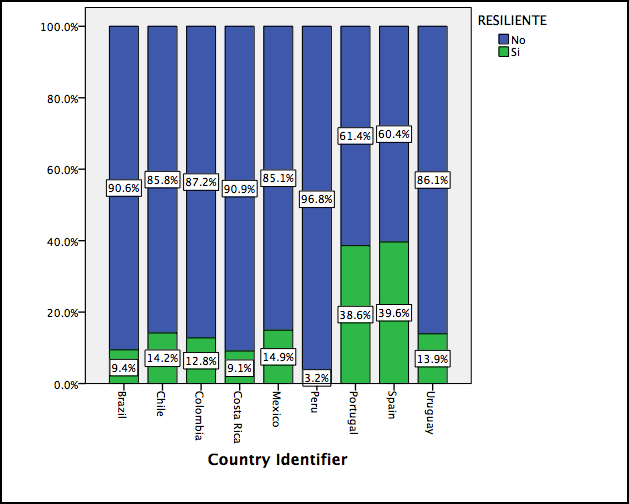 RESILIENTE
No
Si
100.0%
80.0%
60.0%
40.0%
20.0%
0.0%
90.6%
85.8%
87.2%
90.9%
85.1%
96.8%
61.4%
60.4%
86.1%
9.4%
14.2%
12.8%
9.1%
14.9%
3.2%
38.6%
39.6%
13.9%
Brazil
Chile
Colombia
Costa Rica
Mexico
Peru
Portugal
Spain
Uruguay
Country Identifier